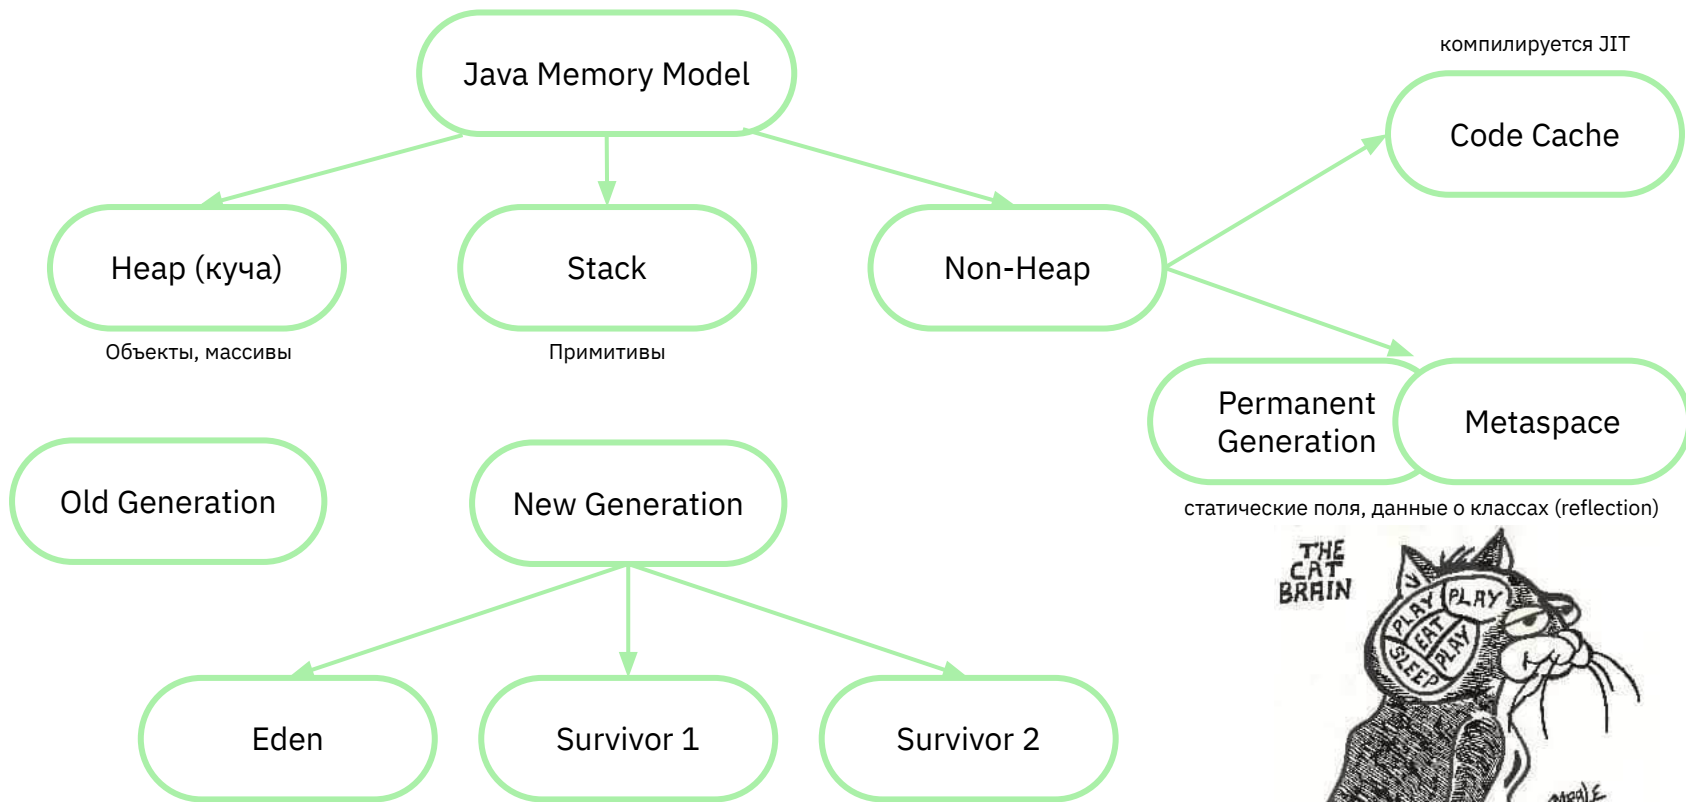 Java Memory Model
компилируется JIT
Code Cache
Heap (куча)
Stack
Non-Heap
Объекты, массивы
Примитивы
Permanent
Generation
Metaspace
статические поля, данные о классах (reflection)
Old Generation
New Generation
Eden
Survivor 1
Survivor 2
THE
CAT
BRAIN
PLAY
PLAY
EAT
PLAY
SLEEP